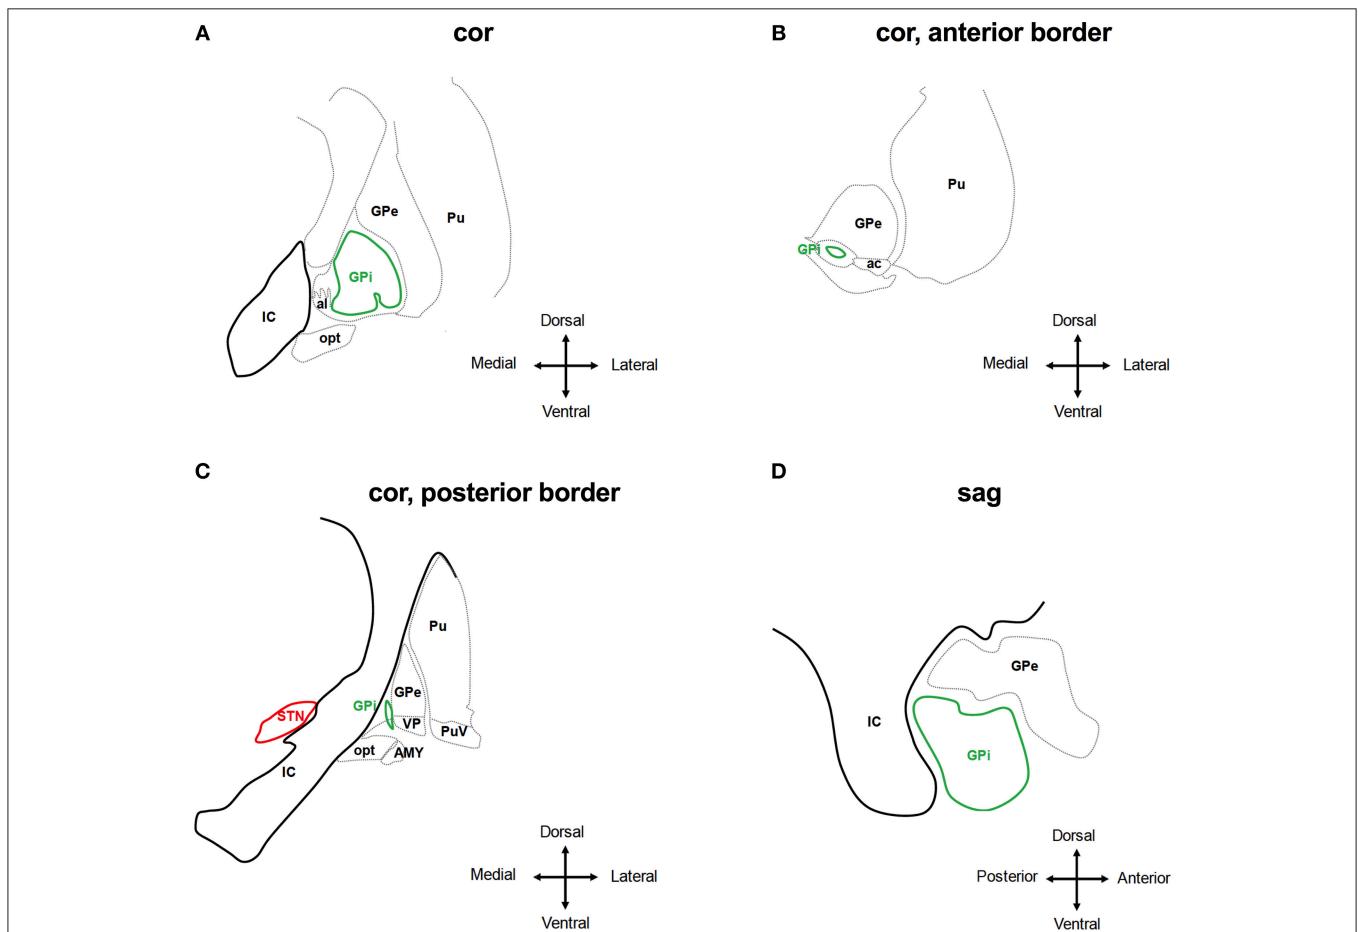 A
cor
GPe
Pu
GPi
al
IC
opt
Dorsal
Medial
Lateral
Ventral
B
cor, anterior border
Pu
GPe
GPi
ac
Dorsal
Medial
Lateral
Ventral
C
cor, posterior border
Pu
GPe
GPi
STN
VP
PuV
opt
AMY
IC
Dorsal
Medial
Lateral
Ventral
D
sag
GPe
IC
GPi
Dorsal
Posterior
Anterior
Ventral